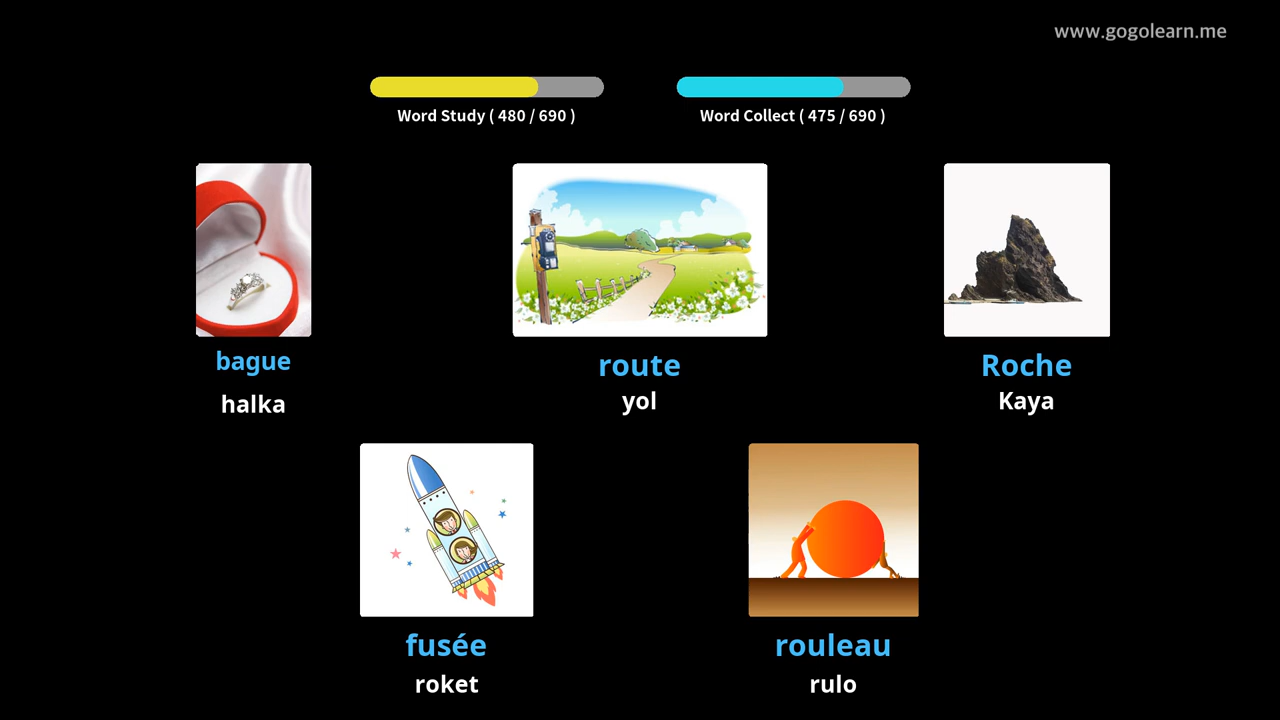 www.gogolearn.me
Word Study ( 480 / 690 )
Word Collect ( 475 / 690 )
bague
halka
route
yol
Roche
Kaya
fusée
roket
rouleau
rulo